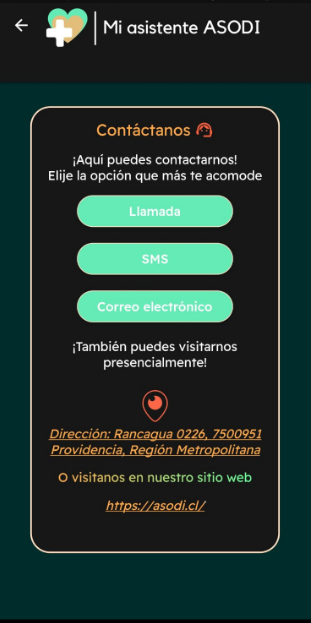 Mi asistente ASODI
Contáctanos
¡Aquí puedes contactarnos!
Elije la opción que más te acomode
Llamada
SMS
Correo electrónico
¡También puedes visitarnos
presencialmente!
Dirección: Rancagua 0226, 7500951
Providencia, Región Metropolitana
O visitanos en nuestro sitio web
https://asodi.cl/